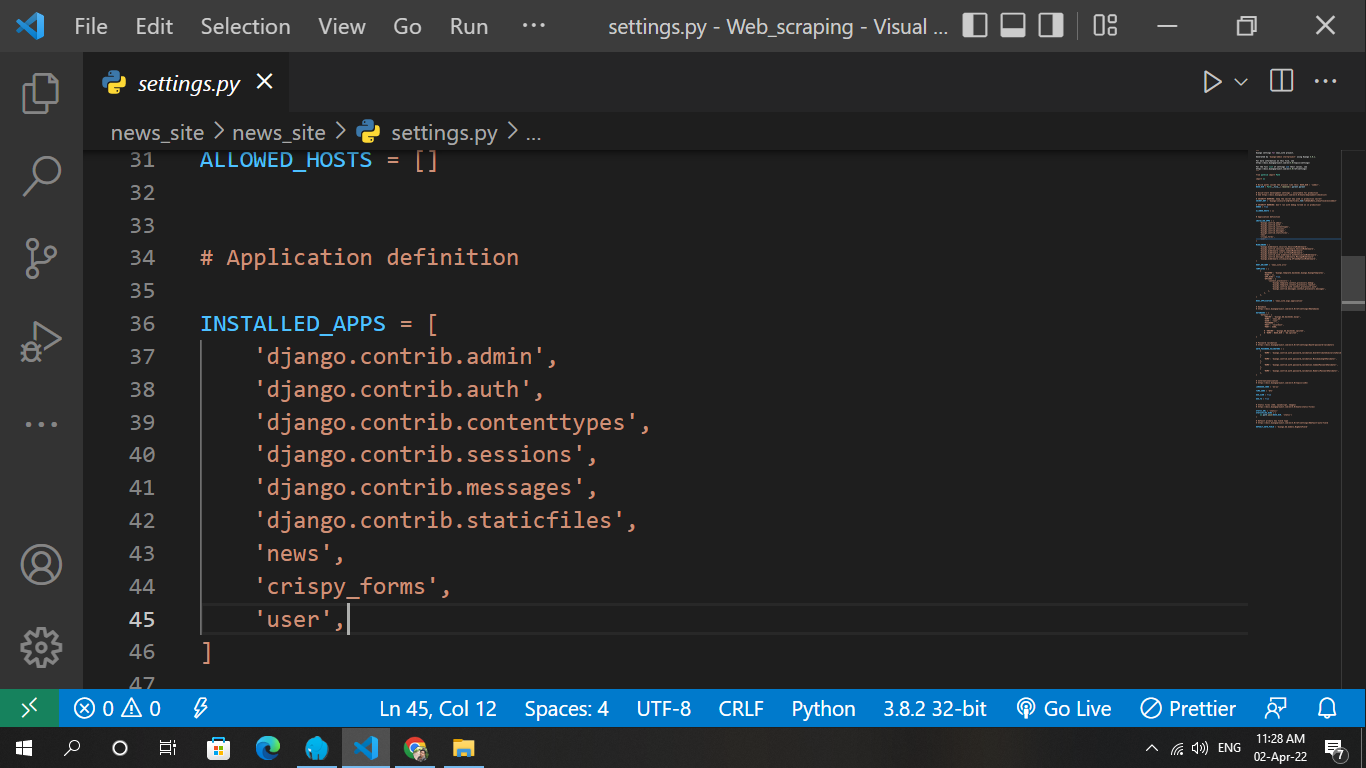 File Edit Selection View Go Run ··· settings.py - Web_scraping - Visual ...
settings.py
news_site > news_site > settings.py > ...
31 ALLOWED_HOSTS = []
32
33
34 # Application definition
35
36 INSTALLED_APPS = [
37 'django.contrib.admin',
38 'django.contrib.auth',
39 'django.contrib.contenttypes',
40 'django.contrib.sessions',
41 'django.contrib.messages',
42 'django.contrib.staticfiles',
43 'news',
44 'crispy_forms',
45 'user',
46 ]
47
0 0 Ln 45, Col 12 Spaces: 4 UTF-8 CRLF Python 3.8.2 32-bit Go Live Prettier
ENG 11:28 AM
02-Apr-22 7